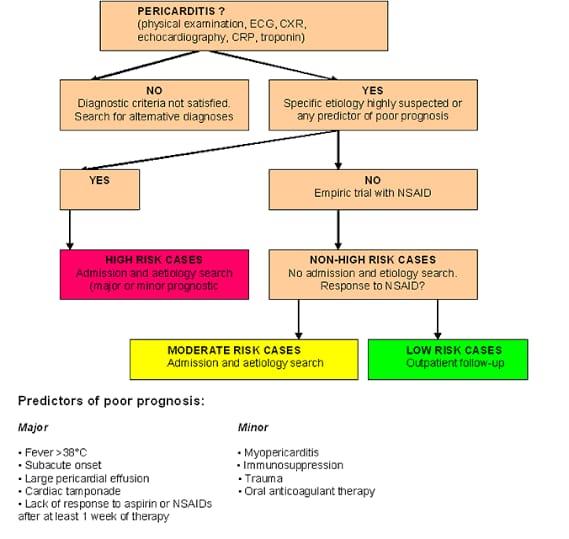 PERICARDITIS ?
(physical examination, ECG, CXR,
echocardiography, CRP, troponin)
NO
Diagnostic criteria not satisfied.
Search for alternative diagnoses
YES
Specific etiology highly suspected or
any predictor of poor prognosis
YES
NO
Empiric trial with NSAID
HIGH RISK CASES
Admission and aetiology search
(major or minor prognostic
NON-HIGH RISK CASES
No admission and etiology search.
Response to NSAID?
MODERATE RISK CASES
Admission and aetiology search
LOW RISK CASES
Outpatient follow-up
Predictors of poor prognosis:
Major
• Fever >38°C
• Subacute onset
• Large pericardial effusion
• Cardiac tamponade
• Lack of response to aspirin or NSAIDs
after at least 1 week of therapy
Minor
• Myopericarditis
• Immunosuppression
• Trauma
• Oral anticoagulant therapy